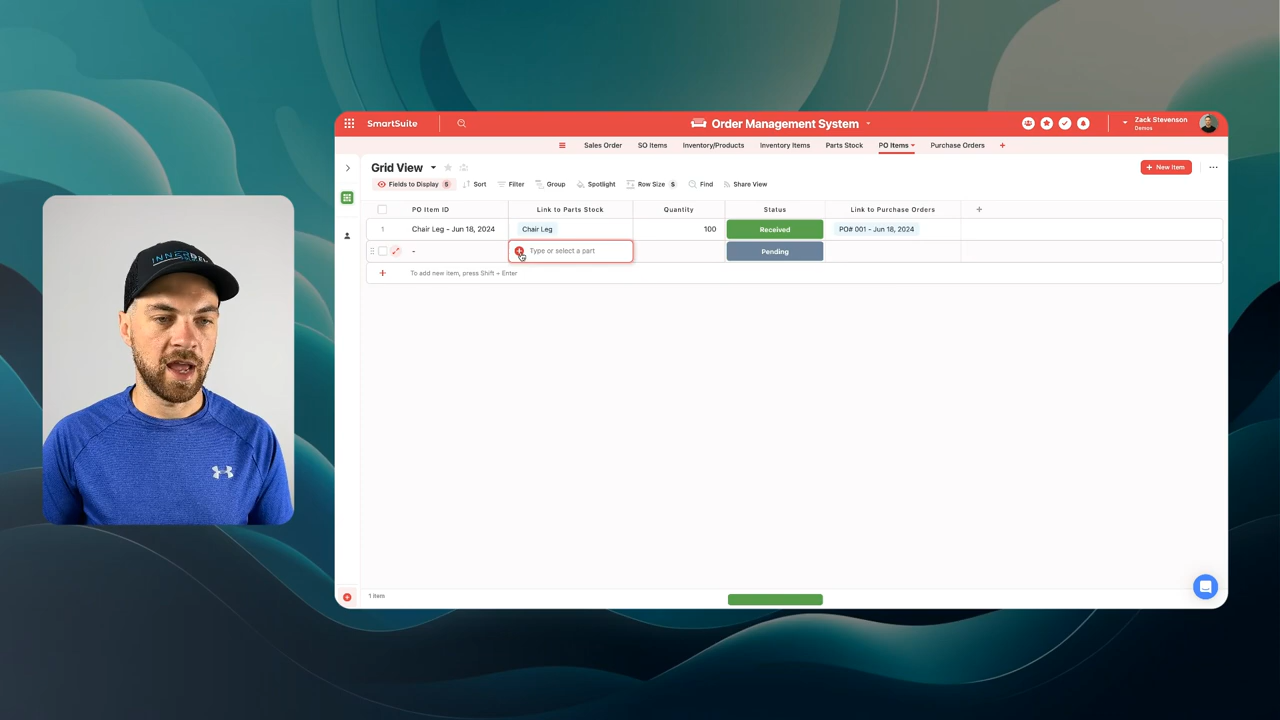 SmartSuite
Order Management System
Zack Stevenson
Demos
Sales Order
SO Items
Inventory/Products
Inventory Items
Parts Stock
PO Items
Purchase Orders
Grid View
New Item
Fields to Display 5
Sort
Filter
Group
Spotlight
Row Size S
Find
Share View
PO Item ID
Link to Parts Stock
Quantity
Status
Link to Purchase Orders
1
Chair Leg - Jun 18, 2024
Chair Leg
100
Received
PO# 001 - Jun 18, 2024
-
Type or select a part
Pending
To add new item, press Shift + Enter
1 item